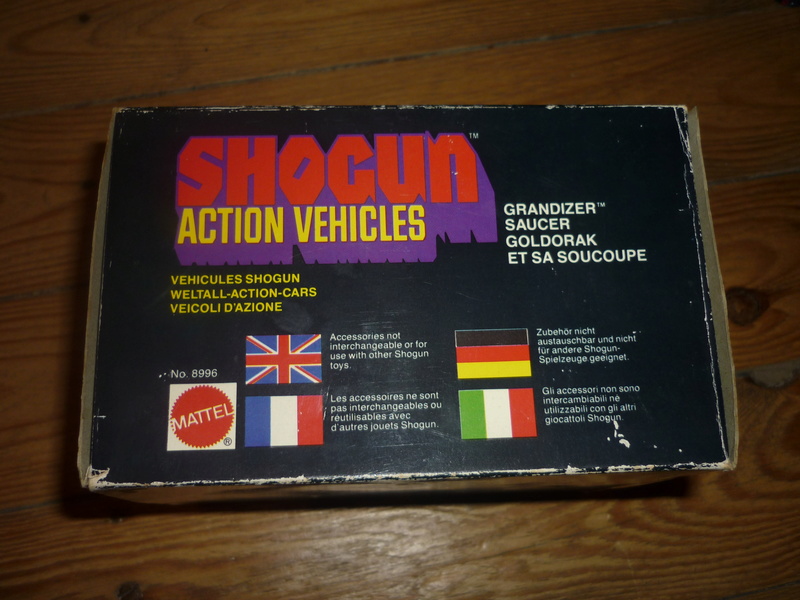 SHOGUN™
ACTION VEHICLES
GRANDIZER™
SAUCER
GOLDORAK
ET SA SOUCOUPE
VEHICULES SHOGUN
WELTALL-ACTION-CARS
VEICOLI D'AZIONE
Accessories not
interchangeable or for
use with other Shogun
toys.
Zubehör nicht
austauschbar und nicht
für andere Shogun-
Spielzeuge geeignet.
No. 8996
MATTEL®
Les accessoires ne sont
pas interchangeables ou
réutilisables avec
d'autres jouets Shogun.
Gli accessori non sono
intercambiabili né
utilizzabili con gli altri
giocattoli Shogun.